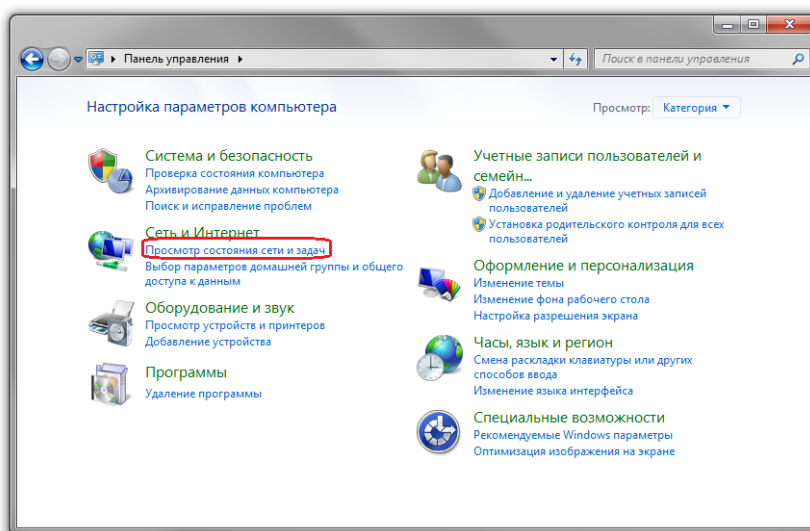 Панель управления
Поиск в панели управления
Настройка параметров компьютера
Просмотр: Категория
Система и безопасность
Проверка состояния компьютера
Архивирование данных компьютера
Поиск и исправление проблем
Сеть и Интернет
Просмотр состояния сети и задач
Выбор параметров домашней группы и общего
доступа к данным
Оборудование и звук
Просмотр устройств и принтеров
Добавление устройства
Программы
Удаление программы
Учетные записи пользователей и
семейн...
Добавление и удаление учетных записей
пользователей
Установка родительского контроля для всех
пользователей
Оформление и персонализация
Изменение темы
Изменение фона рабочего стола
Настройка разрешения экрана
Часы, язык и регион
Смена раскладки клавиатуры или других
способов ввода
Изменение языка интерфейса
Специальные возможности
Рекомендуемые Windows параметры
Оптимизация изображения на экране